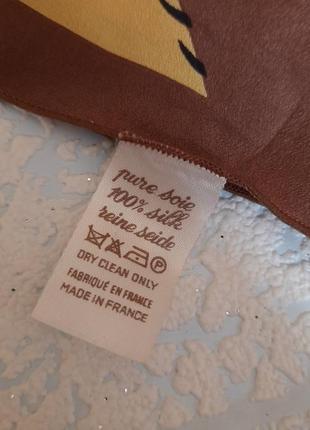 pure soie
100% silk
reine seide
P
DRY CLEAN ONLY
FABRIQUÉ EN FRANCE
MADE IN FRANCE